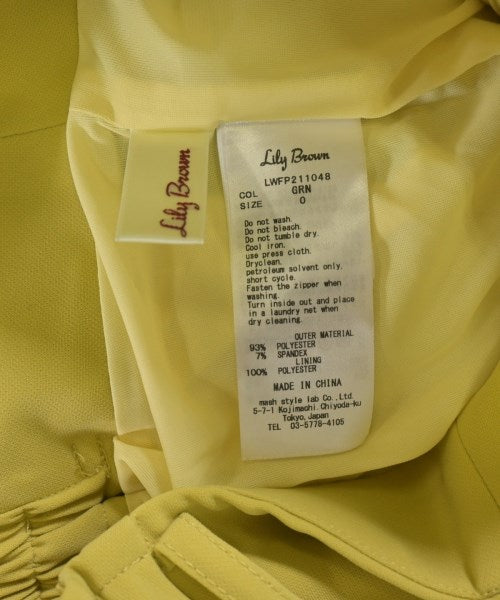 Lily Brown
Lily Brown
LWFP211048
COL GRN
SIZE 0
Do not wash.
Do not bleach.
Do not tumble dry.
Cool iron.
use press cloth.
Dryclean.
petroleum solvent only.
short cycle.
Fasten the zipper when
washing.
Turn inside out and place
in a laundry net when
dry cleaning.
OUTER MATERIAL
93% POLYESTER
7% SPANDEX
LINING
100% POLYESTER
MADE IN CHINA
mash style lab Co.,Ltd.
5-7-1 Kojimachi,Chiyoda-ku
Tokyo,Japan
TEL 03-5778-4105